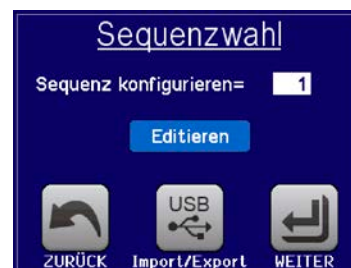 Sequenzwahl
Sequenz konfigurieren= 1
Editieren
USB
ZURÜCK Import/Export WEITER